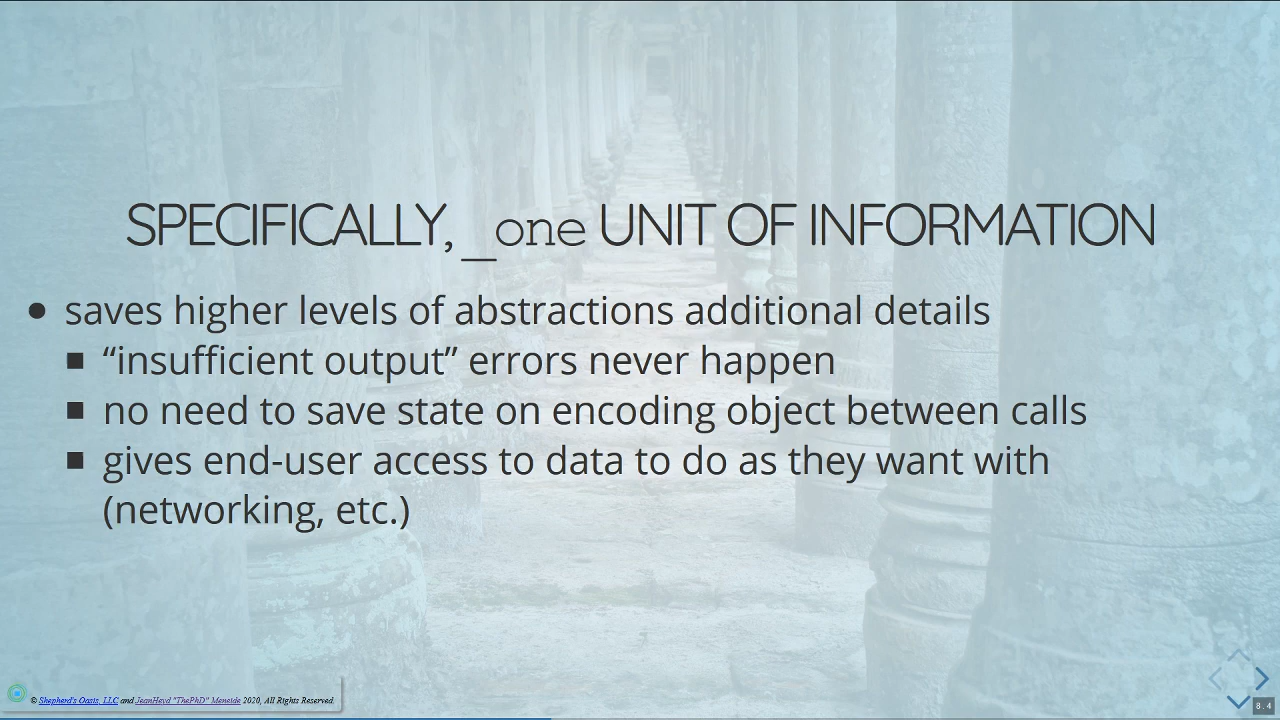 SPECIFICALLY, _one UNIT OF INFORMATION
• saves higher levels of abstractions additional details
■ “insufficient output” errors never happen
■ no need to save state on encoding object between calls
■ gives end-user access to data to do as they want with
(networking, etc.)
© Shepherd's Oasis, LLC and JeanHeyd "ThePhD" Meneide 2020, All Rights Reserved.
8.4